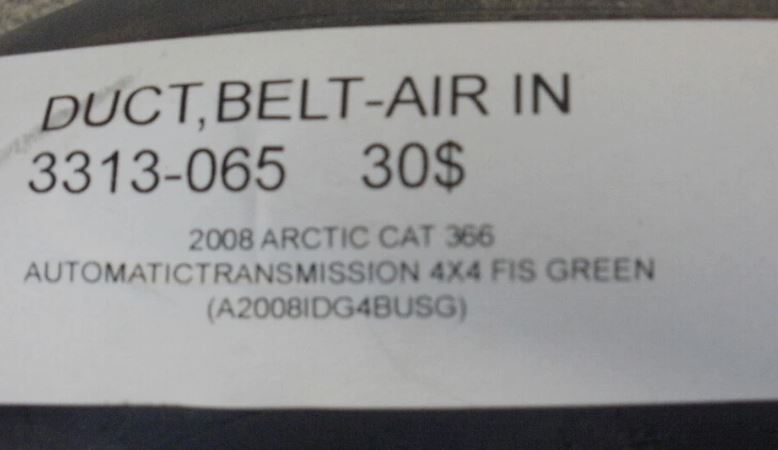 DUCT,BELT-AIR IN
3313-065 30$
2008 ARCTIC CAT 366
AUTOMATICTRANSMISSION 4X4 FIS GREEN
(A2008IDG4BUSG)